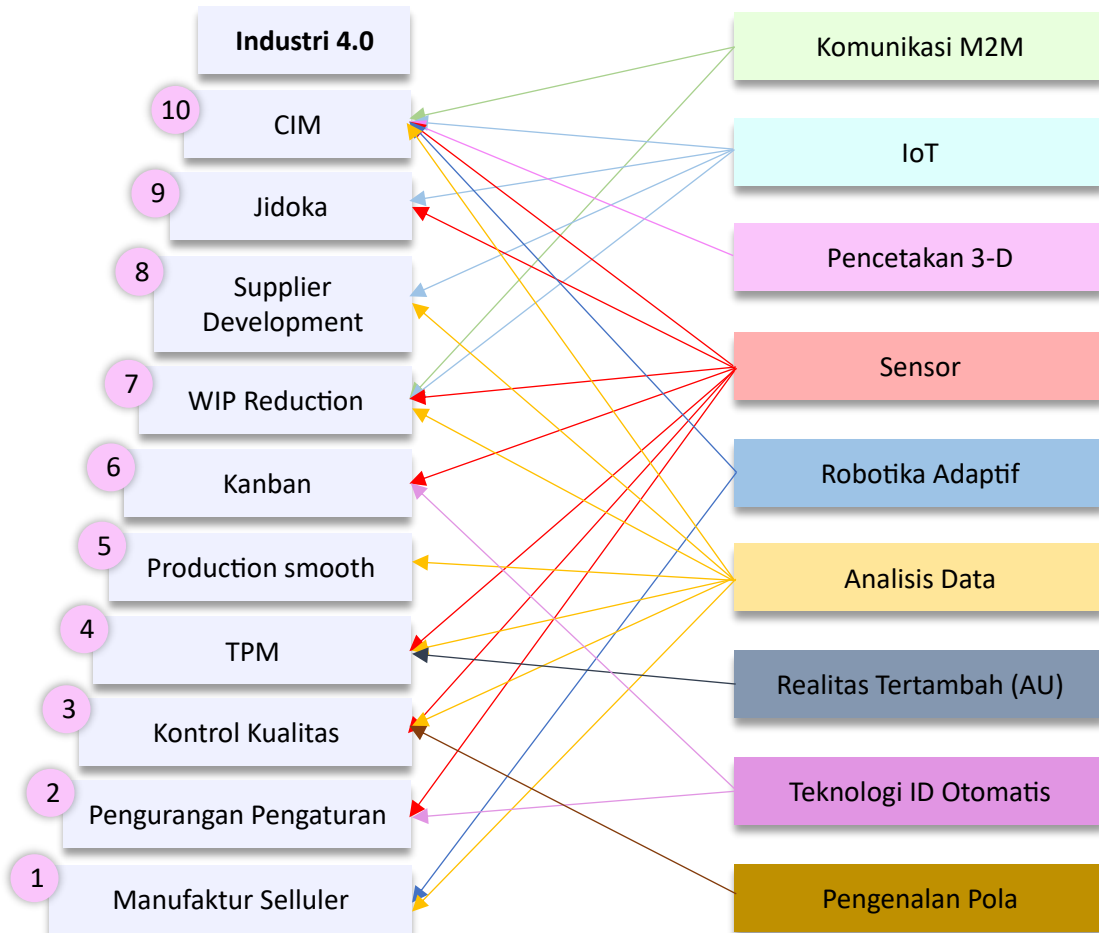 Industri 4.0
10
CIM
9
Jidoka
8
Supplier
Development
7
WIP Reduction
6
Kanban
5
Production smooth
4
TPM
3
Kontrol Kualitas
2
Pengurangan Pengaturan
1
Manufaktur Selluler
Komunikasi M2M
IoT
Pencetakan 3-D
Sensor
Robotika Adaptif
Analisis Data
Realitas Tertambah (AU)
Teknologi ID Otomatis
Pengenalan Pola